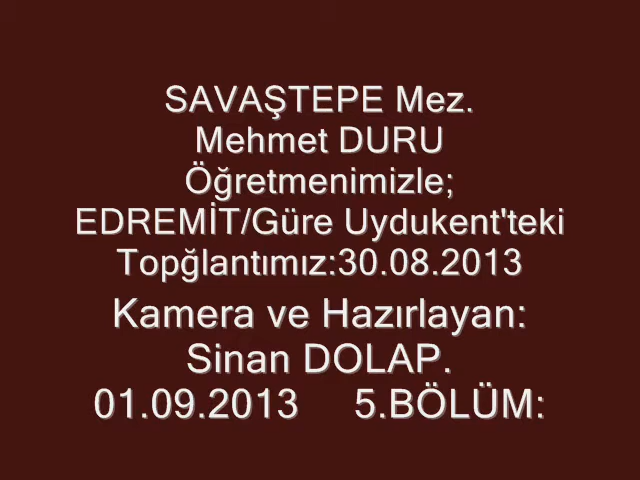 SAVAŞTEPE Mez.
Mehmet DURU
Öğretmenimizle;
EDREMİT/Güre Uydukent'teki
Topğlantımız:30.08.2013
Kamera ve Hazırlayan:
Sinan DOLAP.
01.09.2013 5.BÖLÜM: